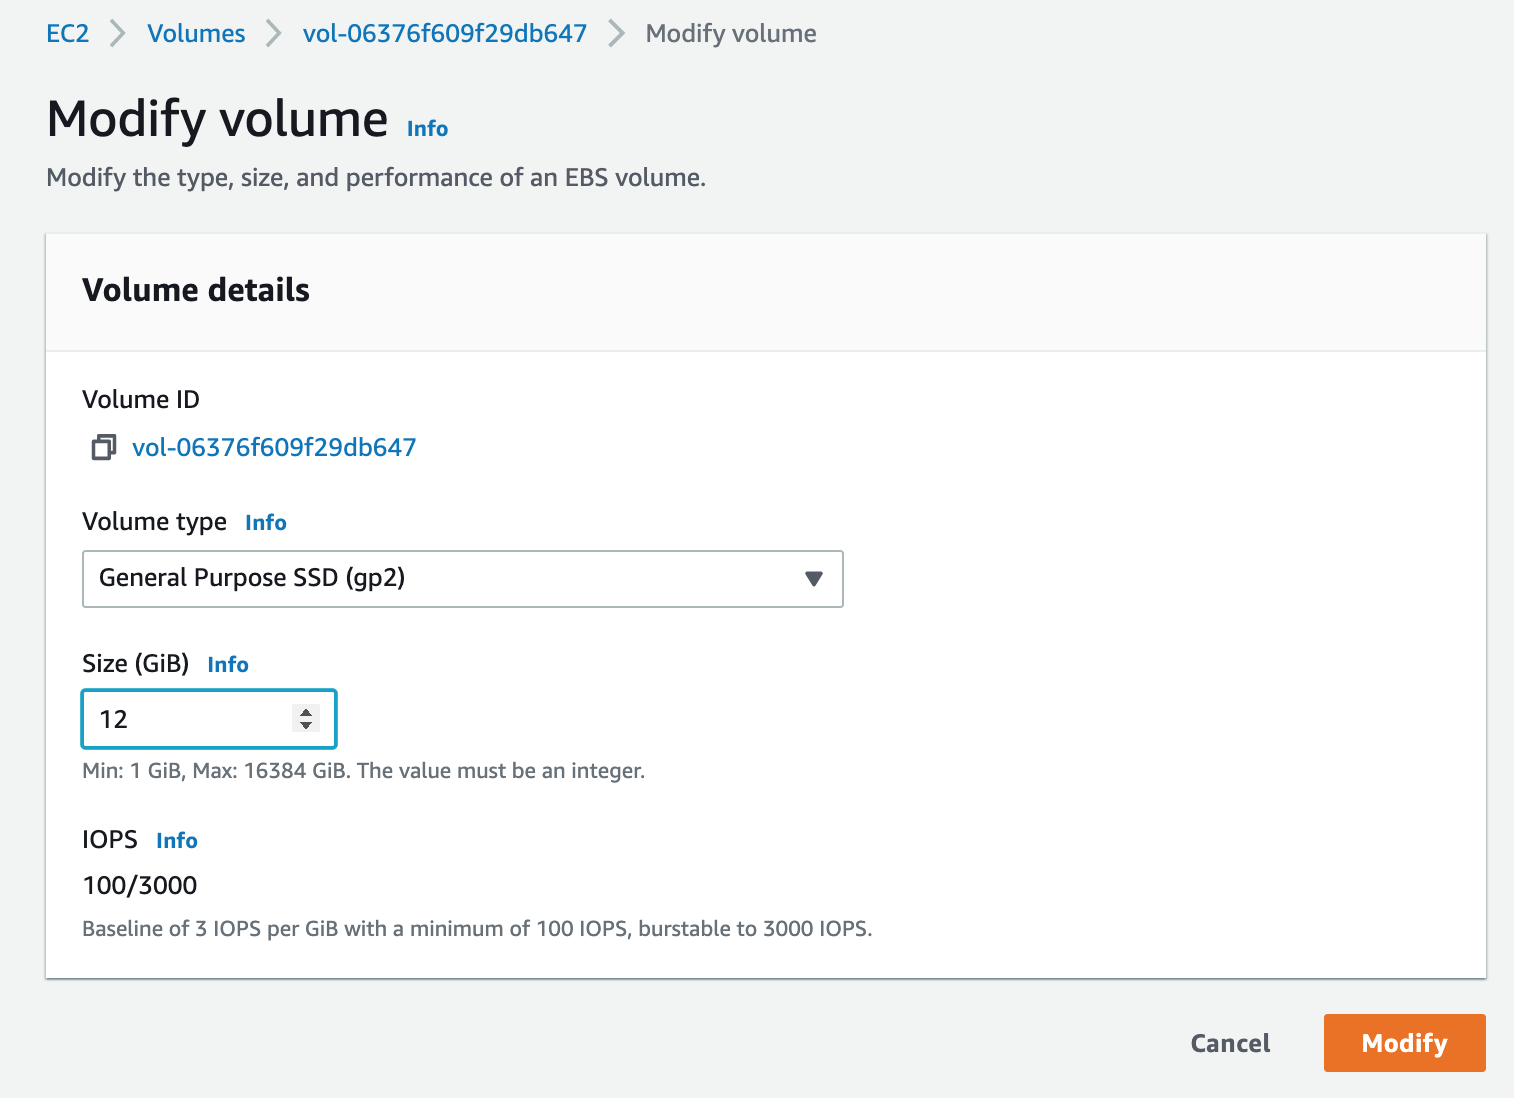 EC2 Volumes vol-06376f609f29db647 Modify volume
Modify volume Info
Modify the type, size, and performance of an EBS volume.
Volume details
Volume ID
vol-06376f609f29db647
Volume type Info
General Purpose SSD (gp2)
Size (GiB) Info
12
Min: 1 GiB, Max: 16384 GiB. The value must be an integer.
IOPS Info
100/3000
Baseline of 3 IOPS per GiB with a minimum of 100 IOPS, burstable to 3000 IOPS.
Cancel Modify